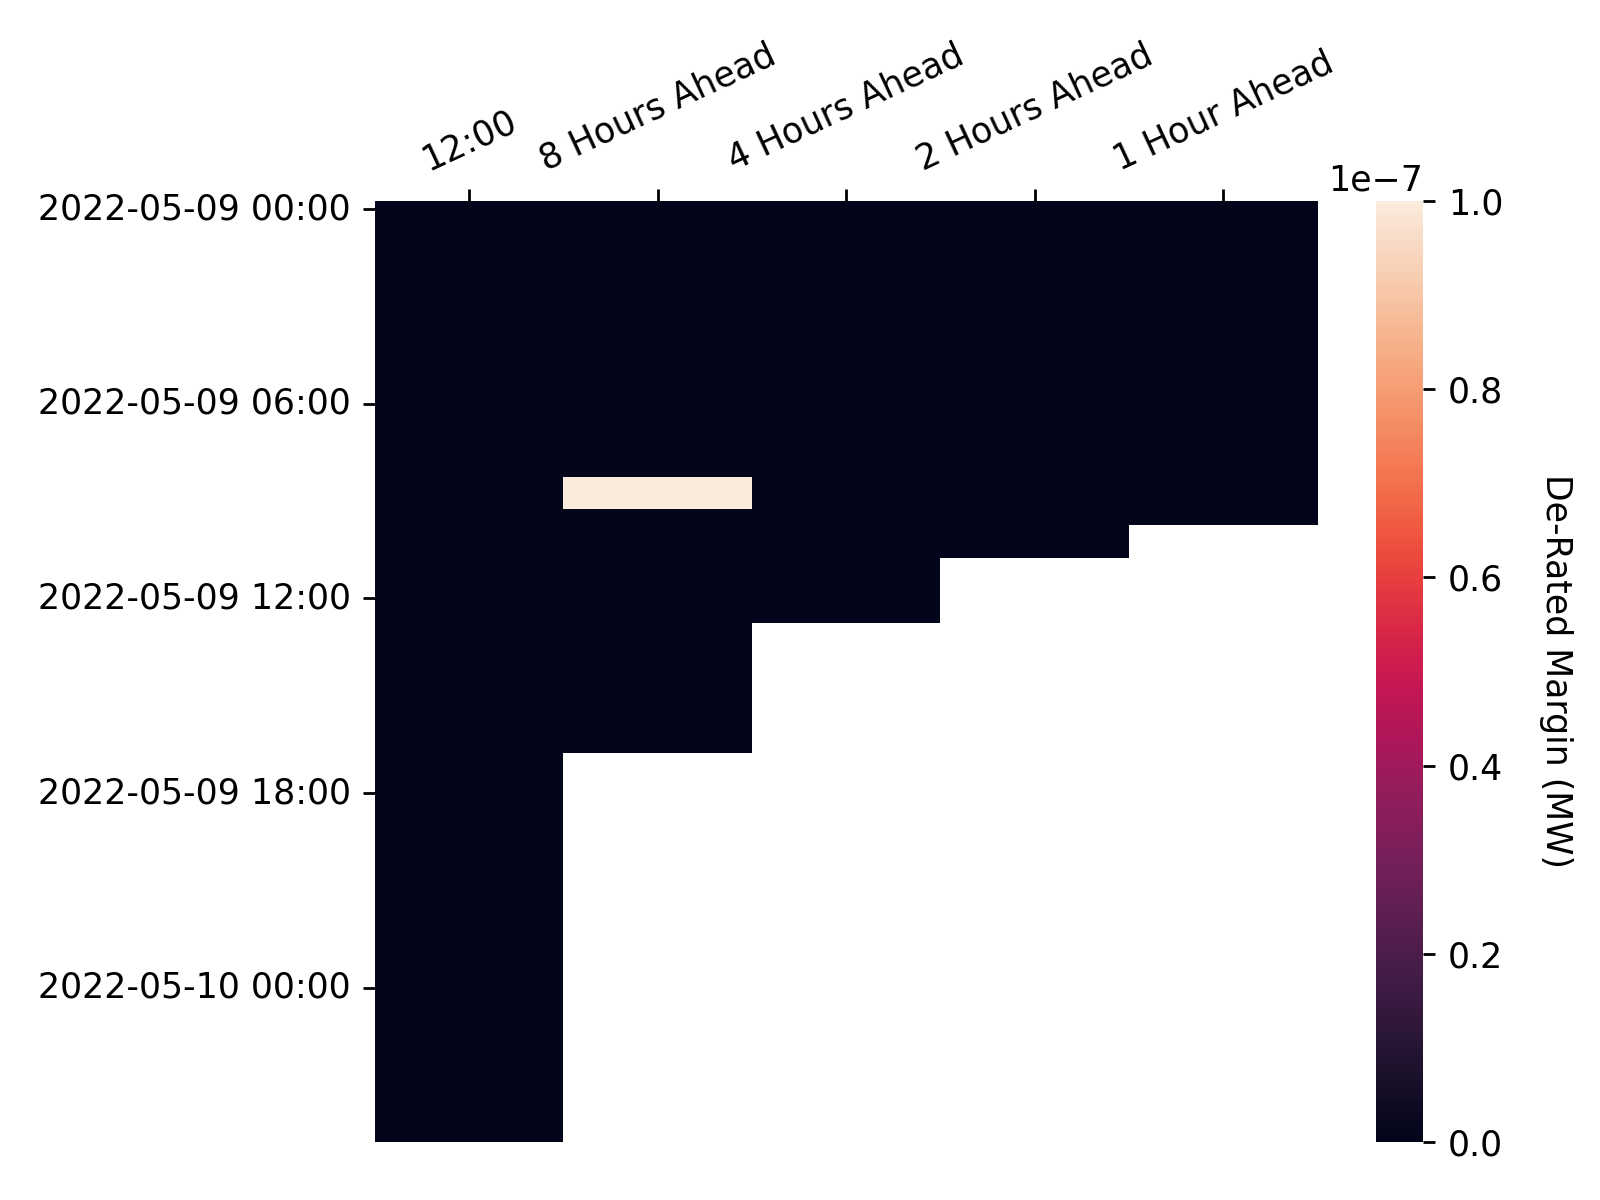 12:00
8 Hours Ahead
4 Hours Ahead
2 Hours Ahead
1 Hour Ahead
2022-05-09 00:00
2022-05-09 06:00
2022-05-09 12:00
2022-05-09 18:00
2022-05-10 00:00
1e−7
1.0
0.8
0.6
0.4
0.2
0.0
De-Rated Margin (MW)